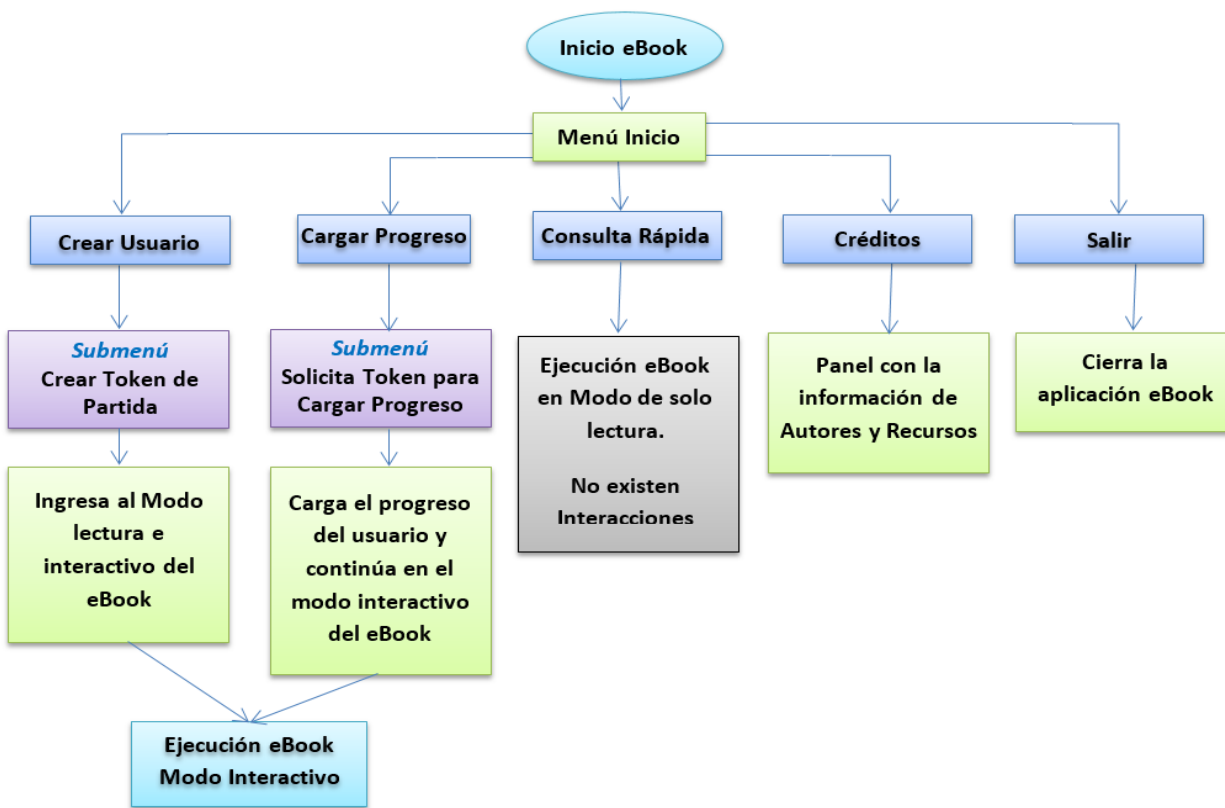 Inicio eBook
Menú Inicio
Crear Usuario
Cargar Progreso
Consulta Rápida
Créditos
Salir
Submenú
Crear Token de
Partida
Submenú
Solicita Token para
Cargar Progreso
Ejecución eBook
en Modo de solo
lectura.
No existen
Interacciones
Panel con la
información de
Autores y Recursos
Cierra la
aplicación eBook
Ingresa al Modo
lectura e
interactivo del
eBook
Carga el progreso
del usuario y
continúa en el
modo interactivo
del eBook
Ejecución eBook
Modo Interactivo